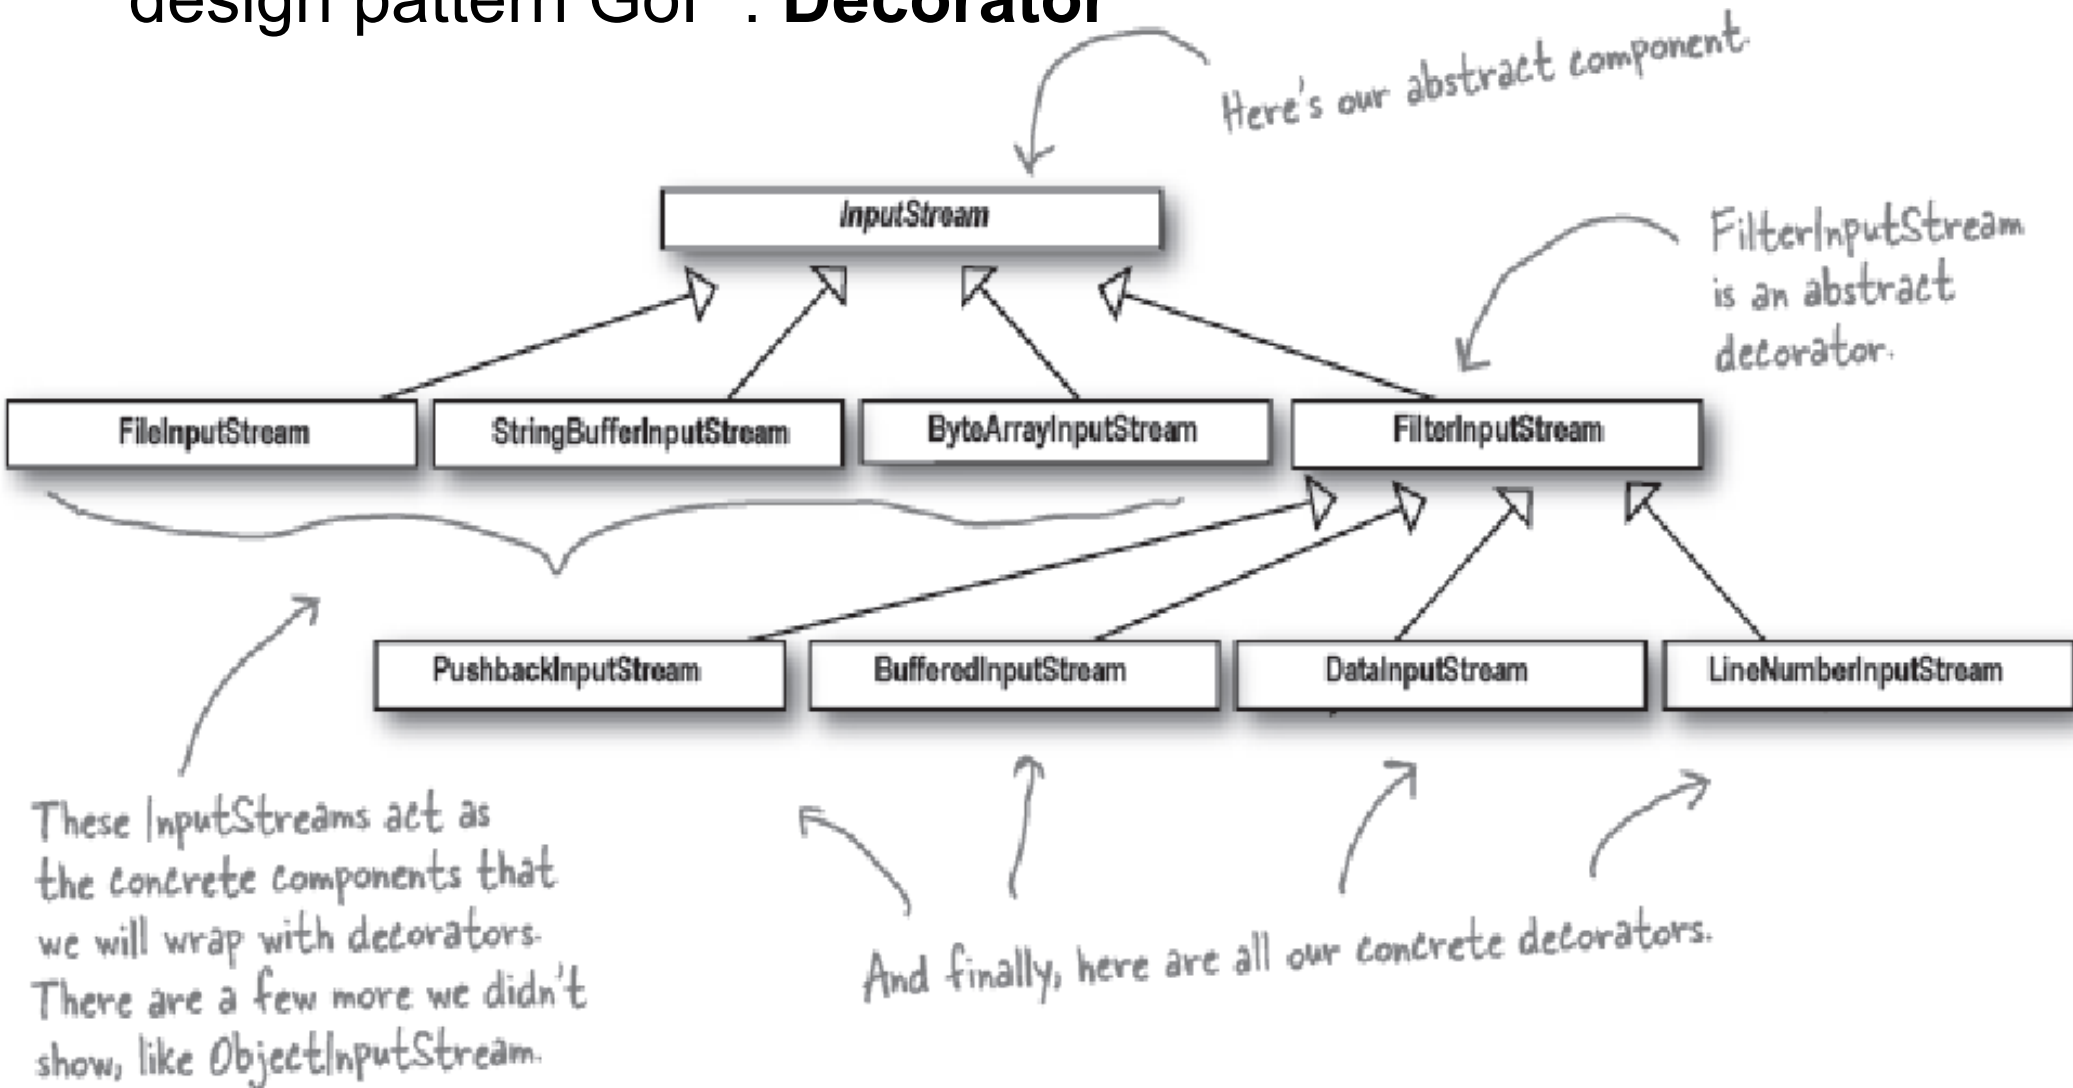 design pattern GoF : Decorator
Here's our abstract component.
InputStream
FilterInputStream
is an abstract
decorator.
FileInputStream
StringBufferInputStream
ByteArrayInputStream
FilterInputStream
PushbackInputStream
BufferedInputStream
DataInputStream
LineNumberInputStream
These InputStreams act as
the concrete components that
we will wrap with decorators.
There are a few more we didn't
show, like ObjectInputStream.
And finally, here are all our concrete decorators.